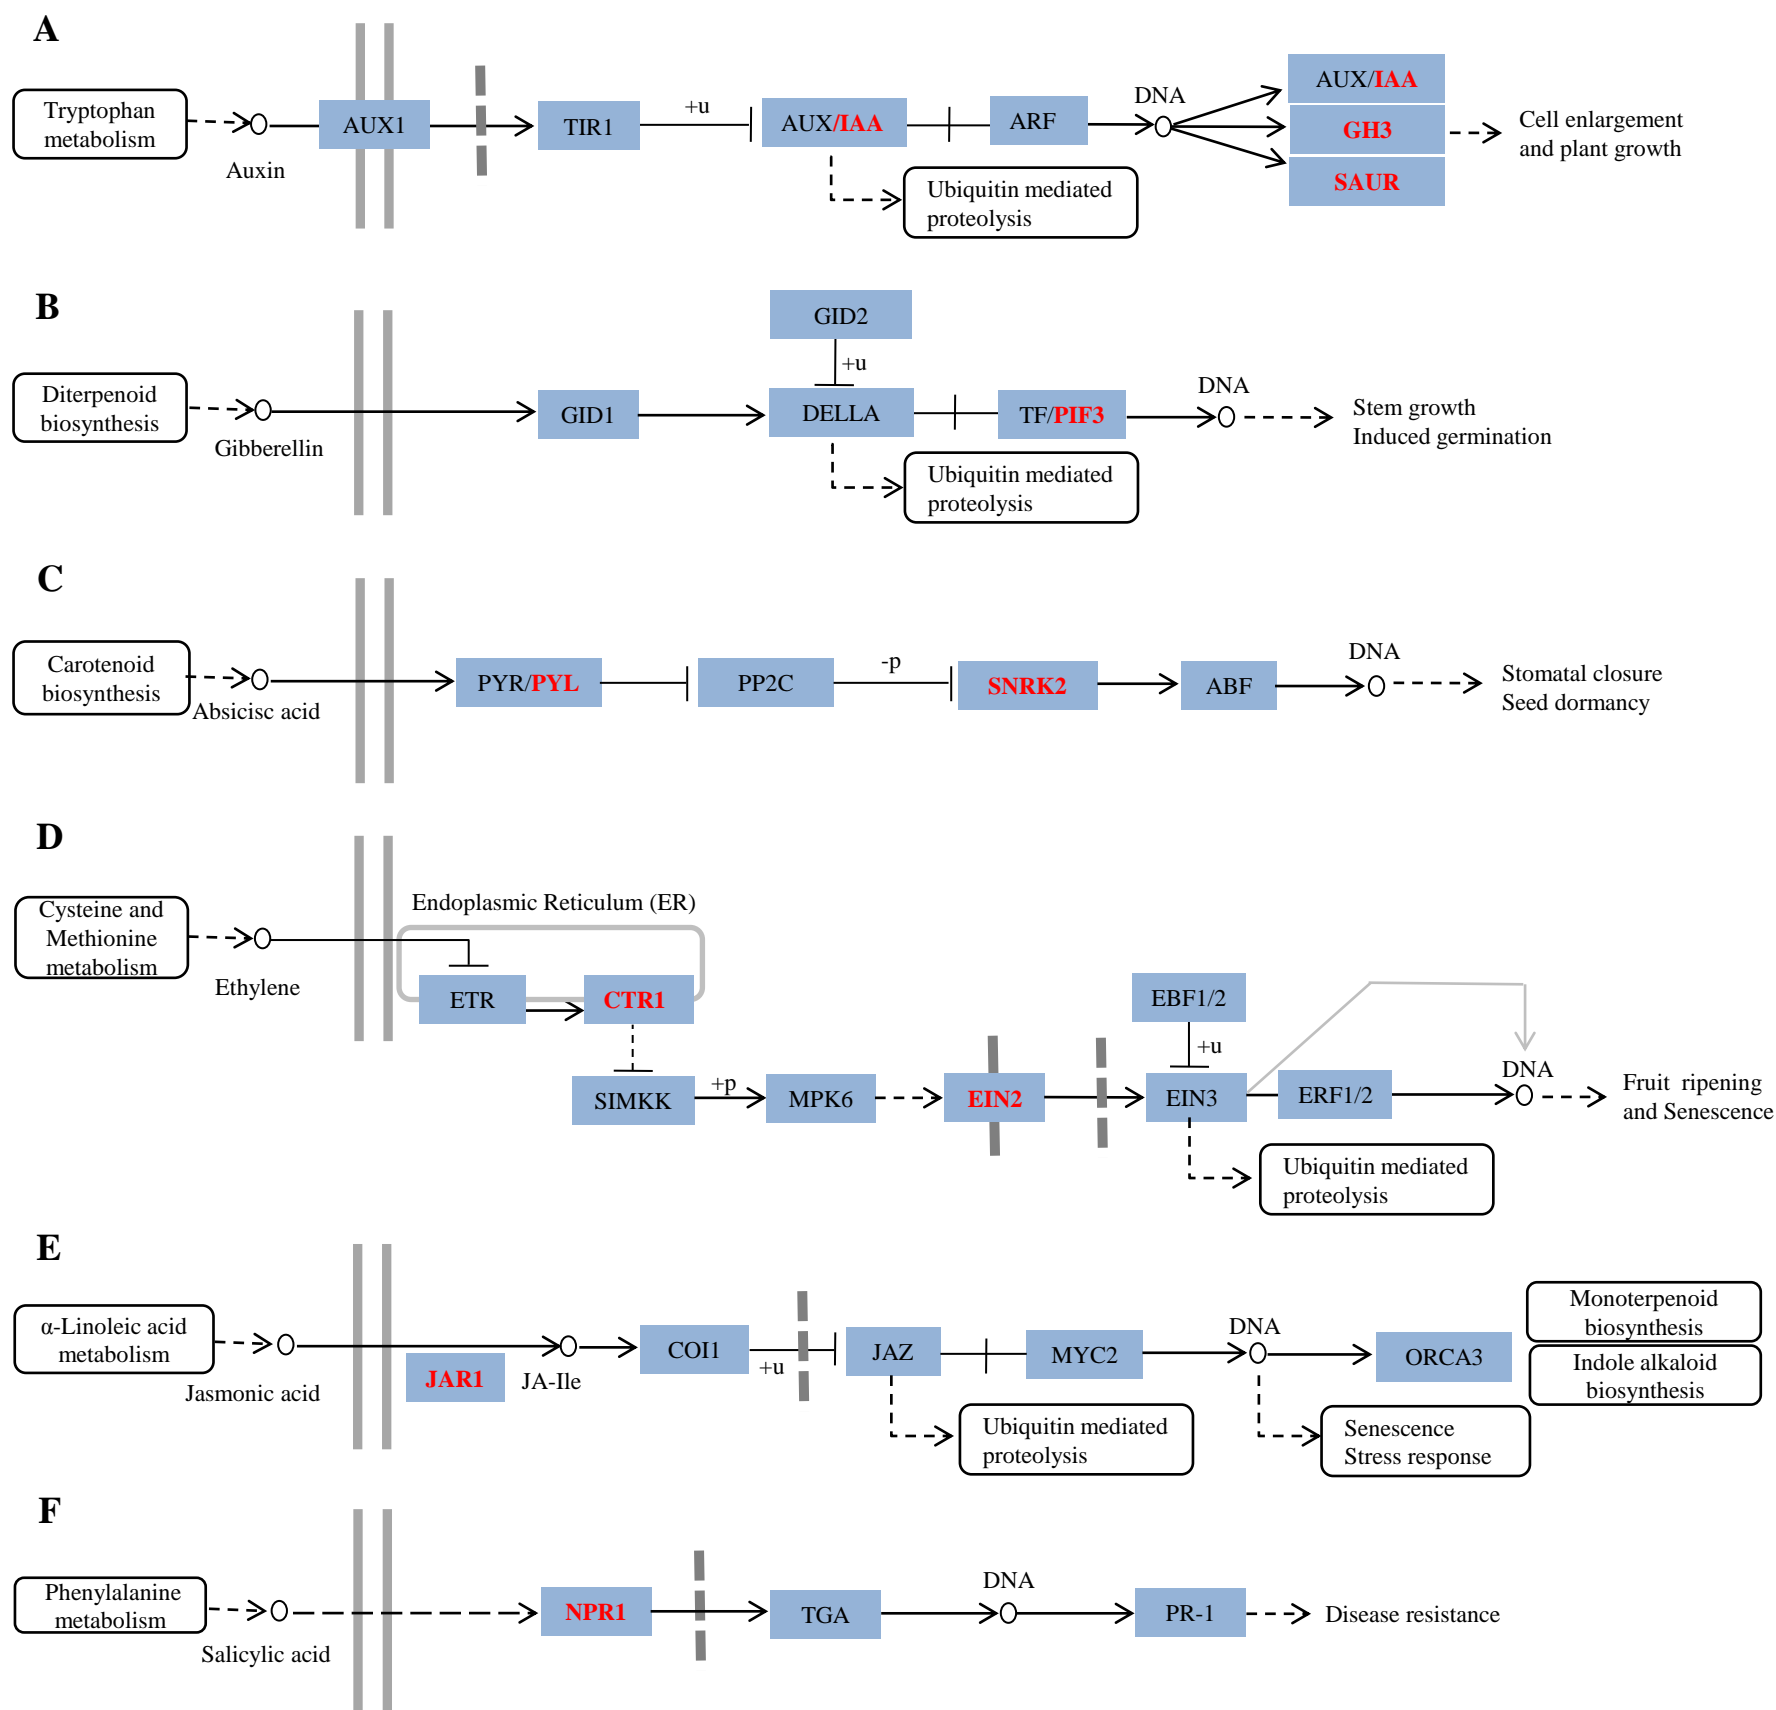 A
Tryptophan
metabolism
Auxin
AUX1
TIR1
+u
AUX/IAA
ARF
DNA
AUX/IAA
GH3
SAUR
Cell enlargement
and plant growth
Ubiquitin mediated
proteolysis
B
Diterpenoid
biosynthesis
Gibberellin
GID1
GID2
+u
DELLA
TF/PIF3
DNA
Stem growth
Induced germination
Ubiquitin mediated
proteolysis
C
Carotenoid
biosynthesis
Absicisc acid
PYR/PYL
PP2C
-p
SNRK2
ABF
DNA
Stomatal closure
Seed dormancy
D
Cysteine and
Methionine
metabolism
Ethylene
Endoplasmic Reticulum (ER)
ETR
CTR1
SIMKK
+p
MPK6
EIN2
EBF1/2
+u
EIN3
ERF1/2
DNA
Fruit ripening
and Senescence
Ubiquitin mediated
proteolysis
E
α-Linoleic acid
metabolism
Jasmonic acid
JAR1
JA-Ile
COI1
+u
JAZ
MYC2
DNA
ORCA3
Monoterpenoid
biosynthesis
Indole alkaloid
biosynthesis
Ubiquitin mediated
proteolysis
Senescence
Stress response
F
Phenylalanine
metabolism
Salicylic acid
NPR1
TGA
DNA
PR-1
Disease resistance